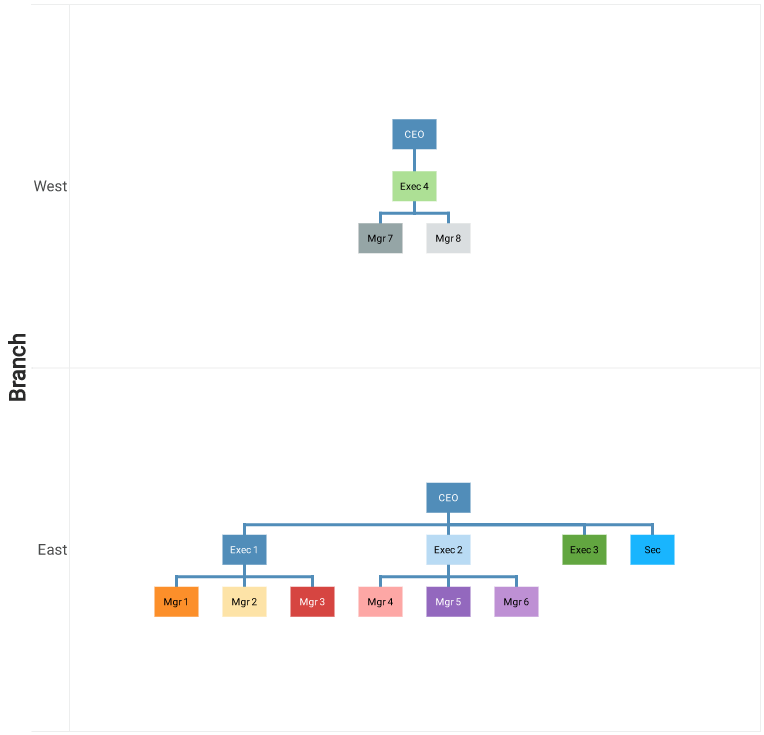 Branch
West
CEO
Exec 4
Mgr 7 Mgr 8
East
CEO
Exec 1 Exec 2 Exec 3 Sec
Mgr 1 Mgr 2 Mgr 3 Mgr 4 Mgr 5 Mgr 6